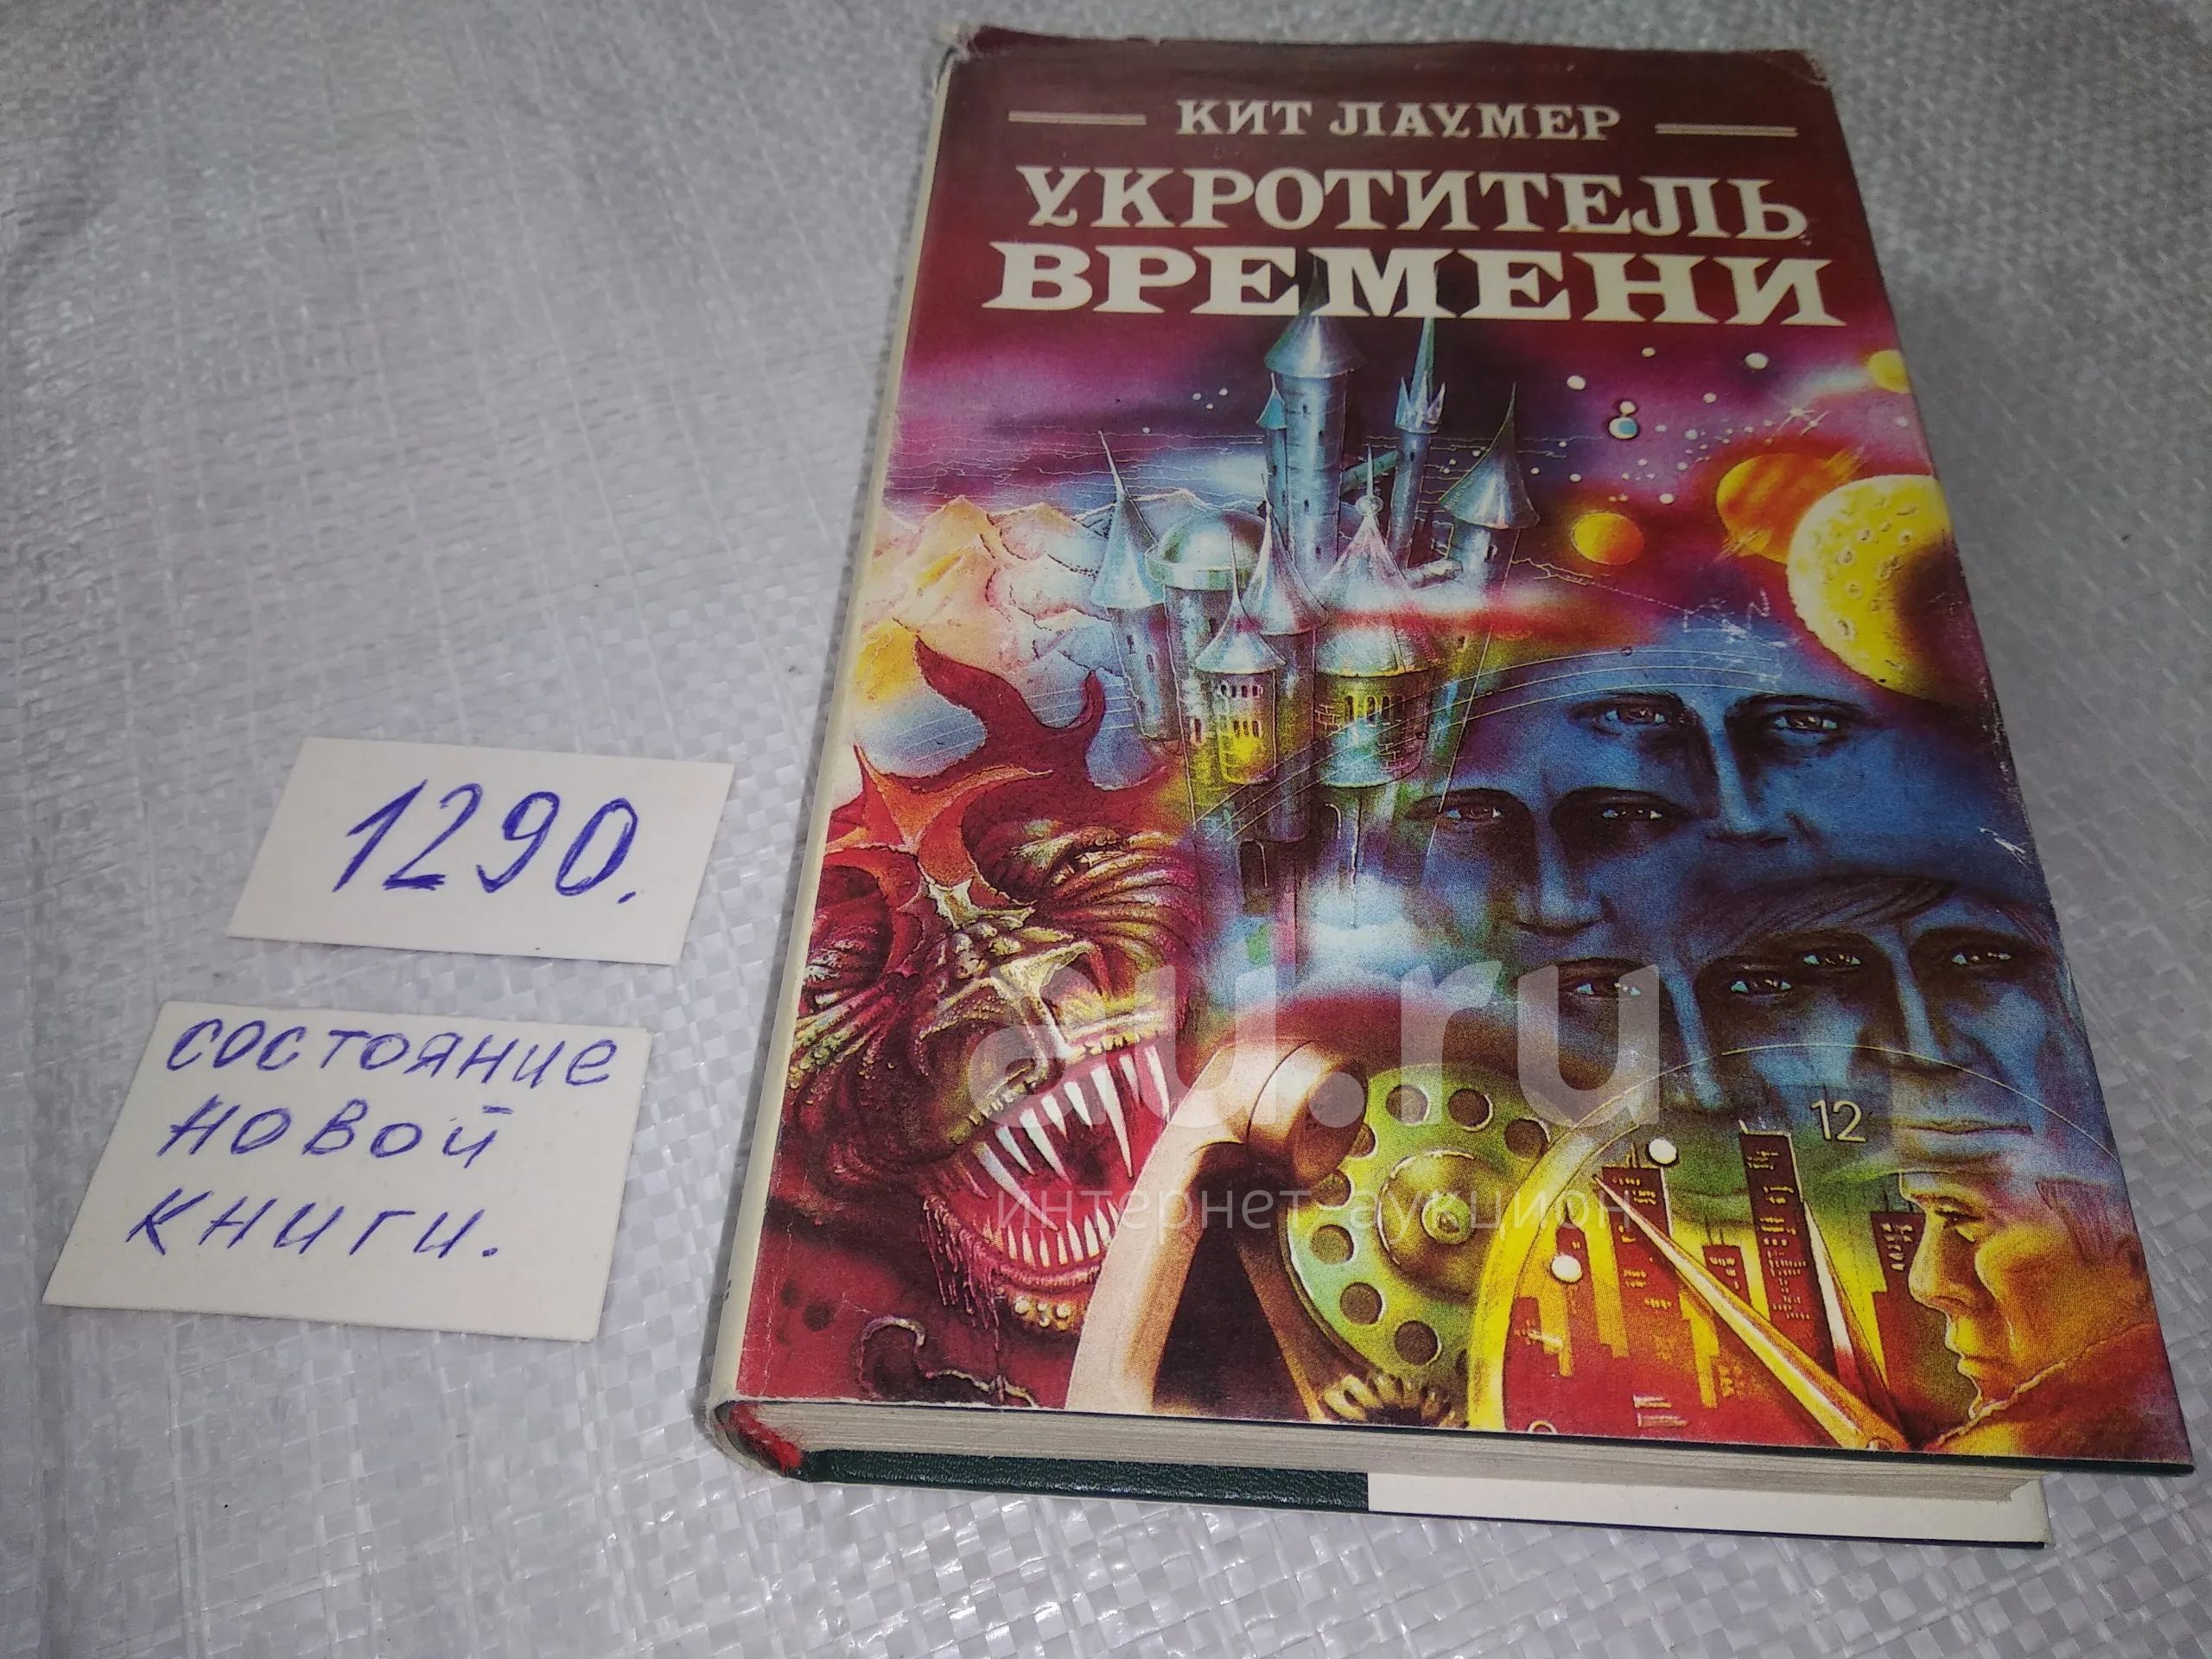 КИТ ЛАУМЕР
УКРОТИТЕЛЬ
ВРЕМЕНИ
1290.
состояние
новой
книги.
12
au.ru
интернет-аукцион